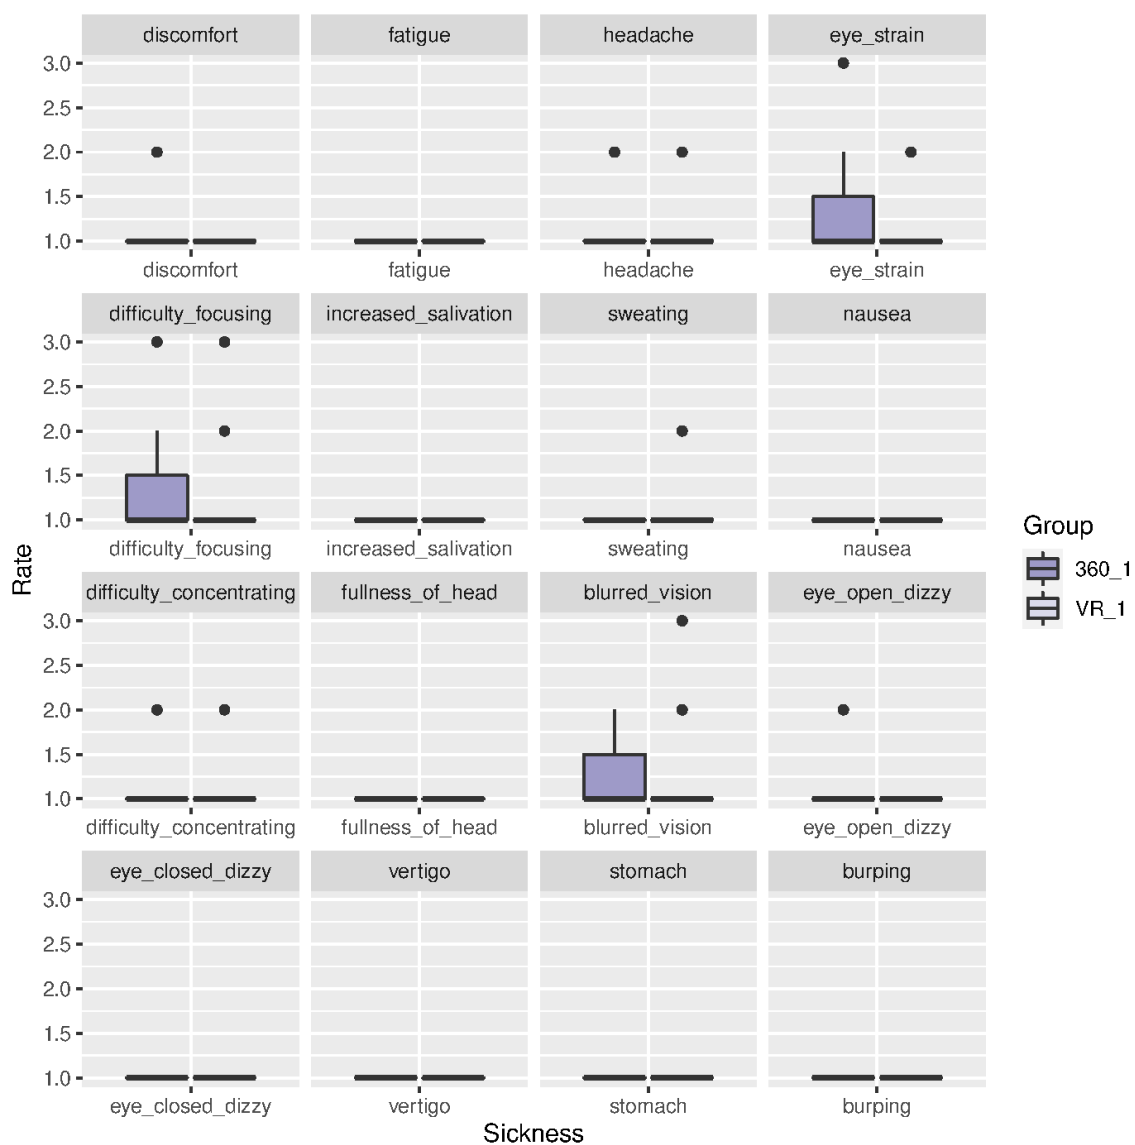 discomfort fatigue headache eye_strain
3.0
2.5
2.0
1.5
1.0
discomfort fatigue headache eye_strain
difficulty_focusing increased_salivation sweating nausea
3.0
2.5
2.0
1.5
1.0
difficulty_focusing increased_salivation sweating nausea
difficulty_concentrating fullness_of_head blurred_vision eye_open_dizzy
3.0
2.5
2.0
1.5
1.0
difficulty_concentrating fullness_of_head blurred_vision eye_open_dizzy
eye_closed_dizzy vertigo stomach burping
3.0
2.5
2.0
1.5
1.0
eye_closed_dizzy vertigo stomach burping
Sickness
Rate
Group
360_1
VR_1